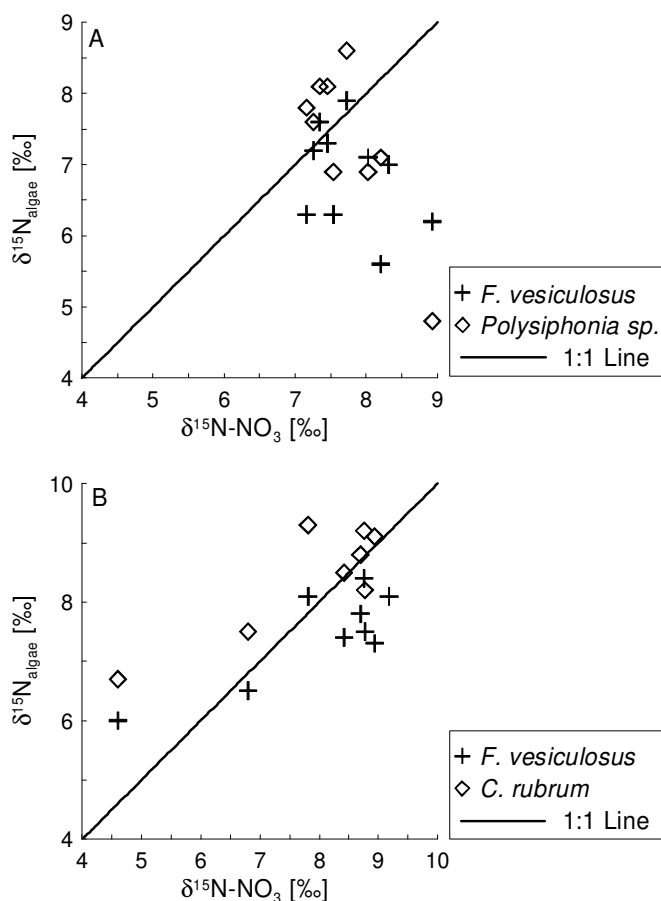 9
A
8
7
6
5
4
δ¹⁵N_algae [‰]
4 5 6 7 8 9
δ¹⁵N-NO₃ [‰]
F. vesiculosus
Polysiphonia sp.
1:1 Line
10
B
8
6
4
δ¹⁵N_algae [‰]
4 5 6 7 8 9 10
δ¹⁵N-NO₃ [‰]
F. vesiculosus
C. rubrum
1:1 Line